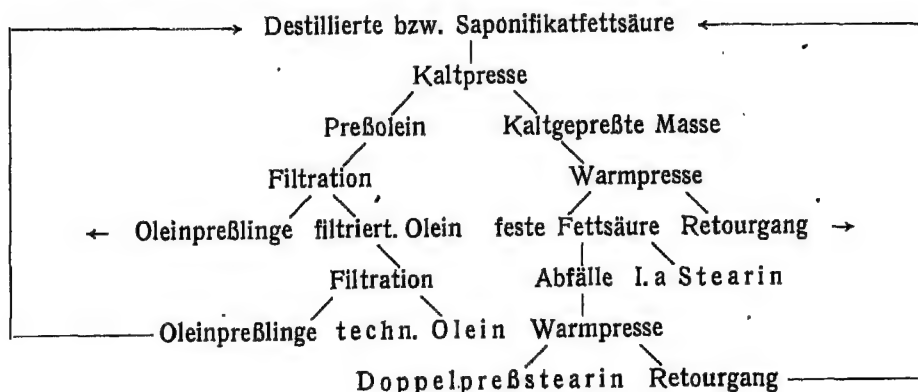 Destillierte bzw. Saponifikatfettsäure
Kaltpresse
Preßolein Kaltgepreßte Masse
Filtration Warmpresse
← Oleinpreßlinge filtriert. Olein feste Fettsäure Retourgang →
Filtration Abfälle I. a Stearin
Oleinpreßlinge techn. Olein Warmpresse
Doppelpreßstearin Retourgang